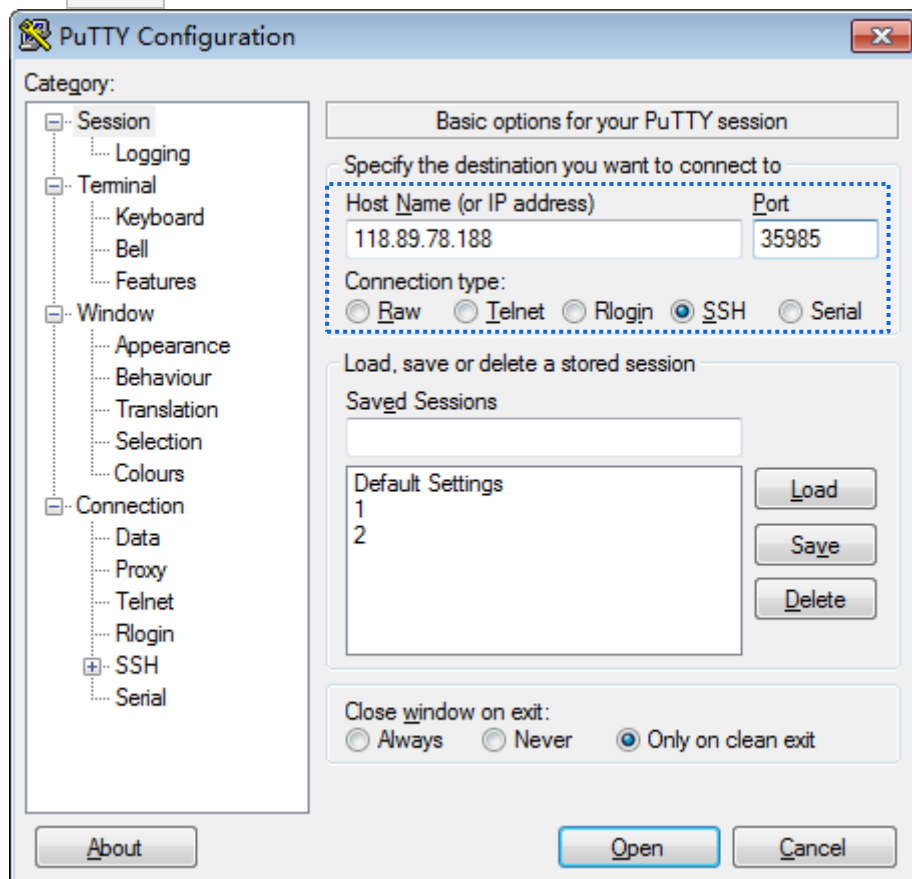 PuTTY Configuration
Category:
Session
Logging
Terminal
Keyboard
Bell
Features
Window
Appearance
Behaviour
Translation
Selection
Colours
Connection
Data
Proxy
Telnet
Rlogin
SSH
Serial
Basic options for your PuTTY session
Specify the destination you want to connect to
Host Name (or IP address) Port
118.89.78.188 35985
Connection type:
Raw Telnet Rlogin SSH Serial
Load, save or delete a stored session
Saved Sessions
Default Settings
1
2
Load
Save
Delete
Close window on exit:
Always Never Only on clean exit
About Open Cancel